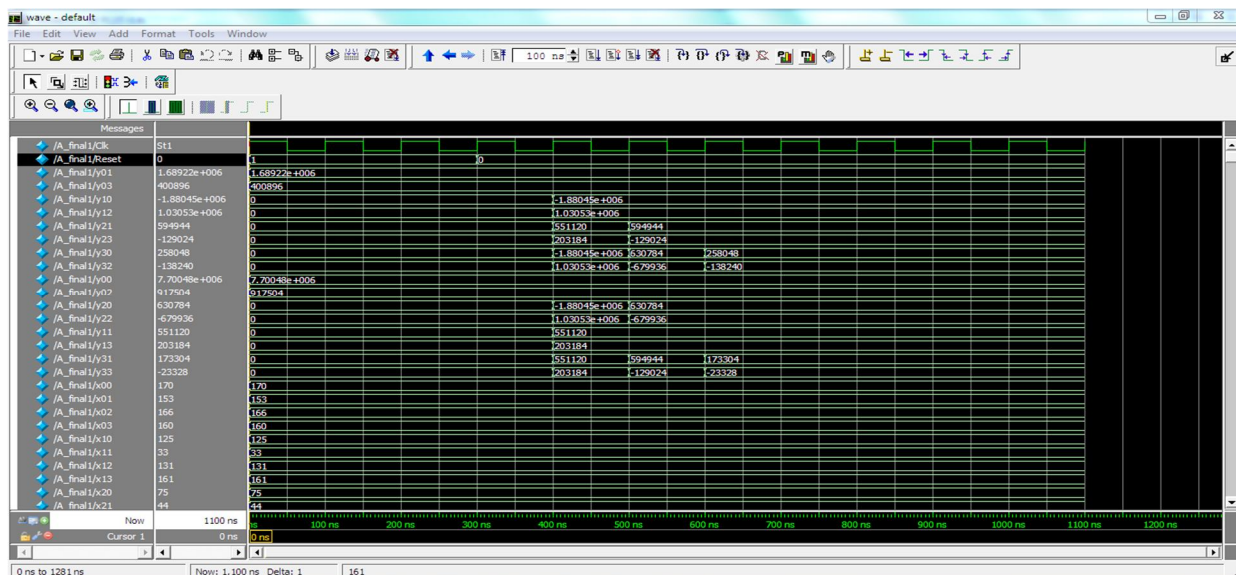 wave - default
File Edit View Add Format Tools Window
100 ns
Messages
/A_final1/Clk St1
/A_final1/Reset 0 1 0
/A_final1/y01 1.68922e+006 1.68922e+006
/A_final1/y03 400896 400896
/A_final1/y10 -1.88045e+006 0 -1.88045e+006
/A_final1/y12 1.03053e+006 0 1.03053e+006
/A_final1/y21 594944 0 551120 594944
/A_final1/y23 -129024 0 203184 -129024
/A_final1/y30 258048 0 -1.88045e+006 630784 258048
/A_final1/y32 -138240 0 1.03053e+006 -679936 -138240
/A_final1/y00 7.70048e+006 7.70048e+006
/A_final1/y02 917504 917504
/A_final1/y20 630784 0 -1.88045e+006 630784
/A_final1/y22 -679936 0 1.03053e+006 -679936
/A_final1/y11 551120 0 551120
/A_final1/y13 203184 0 203184
/A_final1/y31 173304 0 551120 594944 173304
/A_final1/y33 -23328 0 203184 -129024 -23328
/A_final1/x00 170 170
/A_final1/x01 153 153
/A_final1/x02 166 166
/A_final1/x03 160 160
/A_final1/x10 125 125
/A_final1/x11 33 33
/A_final1/x12 131 131
/A_final1/x13 161 161
/A_final1/x20 75 75
/A_final1/x21 44 44
Now 1100 ns ns 100 ns 200 ns 300 ns 400 ns 500 ns 600 ns 700 ns 800 ns 900 ns 1000 ns 1100 ns 1200 ns
Cursor 1 0 ns 0 ns
0 ns to 1281 ns Now: 1,100 ns Delta: 1 161